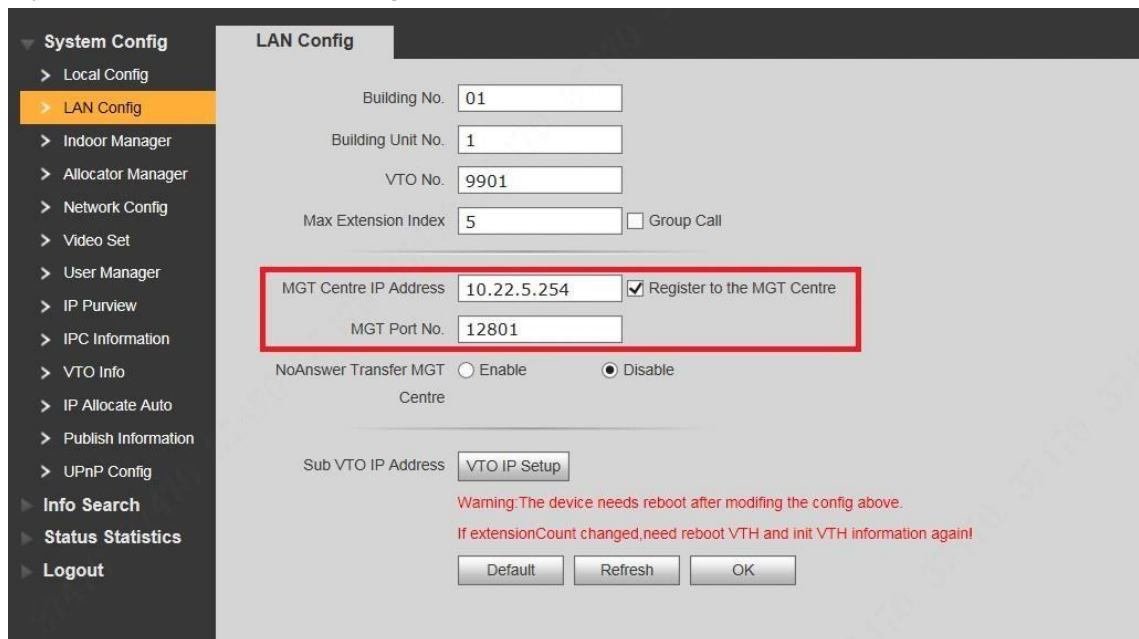 System Config
Local Config
LAN Config
Indoor Manager
Allocator Manager
Network Config
Video Set
User Manager
IP Purview
IPC Information
VTO Info
IP Allocate Auto
Publish Information
UPnP Config
Info Search
Status Statistics
Logout
LAN Config
Building No. 01
Building Unit No. 1
VTO No. 9901
Max Extension Index 5 Group Call
MGT Centre IP Address 10.22.5.254 Register to the MGT Centre
MGT Port No. 12801
NoAnswer Transfer MGT Enable Disable
Centre
Sub VTO IP Address VTO IP Setup
Warning:The device needs reboot after modifing the config above.
If extensionCount changed,need reboot VTH and init VTH information again!
Default Refresh OK